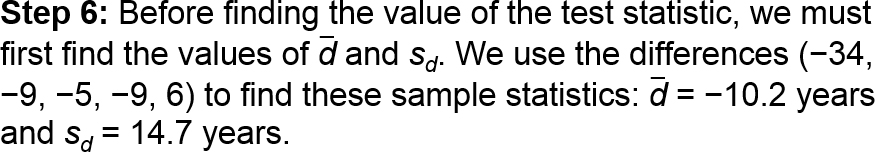 Step 6: Before finding the value of the test statistic, we must
first find the values of d̅ and s_d. We use the differences (−34,
−9, −5, −9, 6) to find these sample statistics: d̅ = −10.2 years
and s_d = 14.7 years.